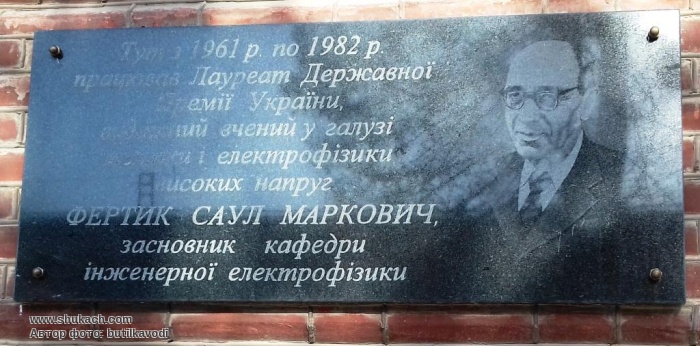 Тут з 1961 р. по 1982 р.
працював Лауреат Державної
Премії України,
вчений у галузі
і електрофізики
високих напруг
ФЕРТИК САУЛ МАРКОВИЧ,
засновник кафедри
інженерної електрофізики
www.shukach.com
Автор фото: butilkavodi